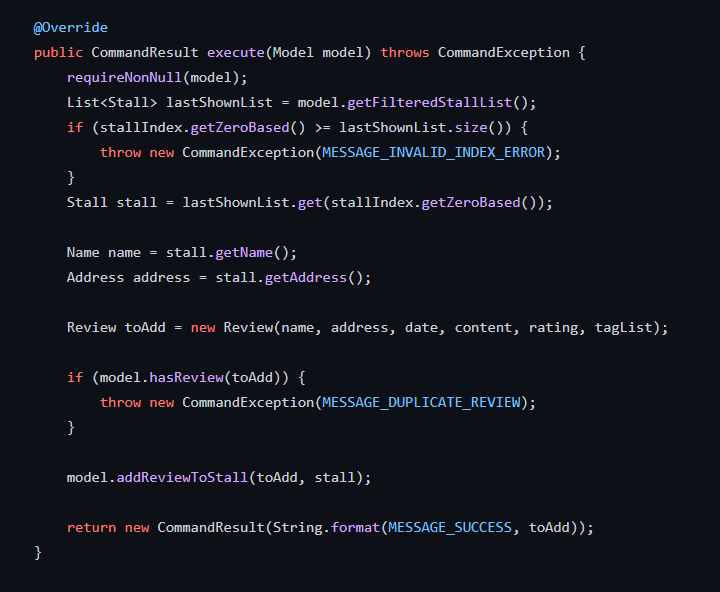 @Override
public CommandResult execute(Model model) throws CommandException {
    requireNonNull(model);
    List<Stall> lastShownList = model.getFilteredStallList();
    if (stallIndex.getZeroBased() >= lastShownList.size()) {
        throw new CommandException(MESSAGE_INVALID_INDEX_ERROR);
    }
    Stall stall = lastShownList.get(stallIndex.getZeroBased());

    Name name = stall.getName();
    Address address = stall.getAddress();

    Review toAdd = new Review(name, address, date, content, rating, tagList);

    if (model.hasReview(toAdd)) {
        throw new CommandException(MESSAGE_DUPLICATE_REVIEW);
    }

    model.addReviewToStall(toAdd, stall);

    return new CommandResult(String.format(MESSAGE_SUCCESS, toAdd));
}